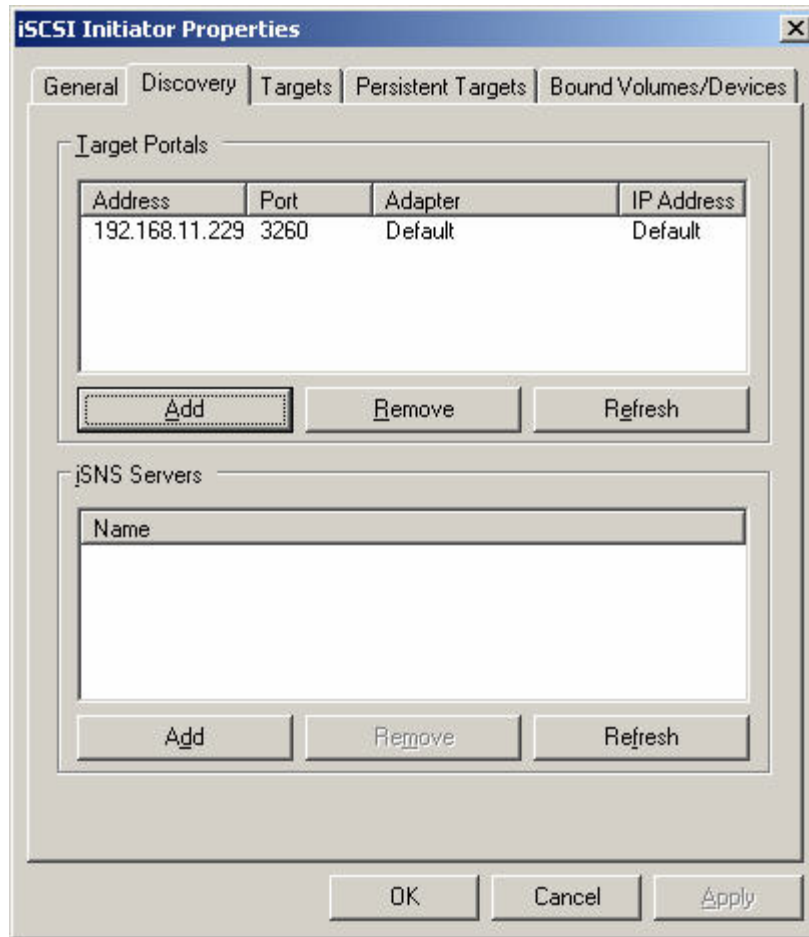 iSCSI Initiator Properties
General Discovery Targets Persistent Targets Bound Volumes/Devices
Target Portals
Address Port Adapter IP Address
192.168.11.229 3260 Default Default
Add Remove Refresh
iSNS Servers
Name
Add Remove Refresh
OK Cancel Apply